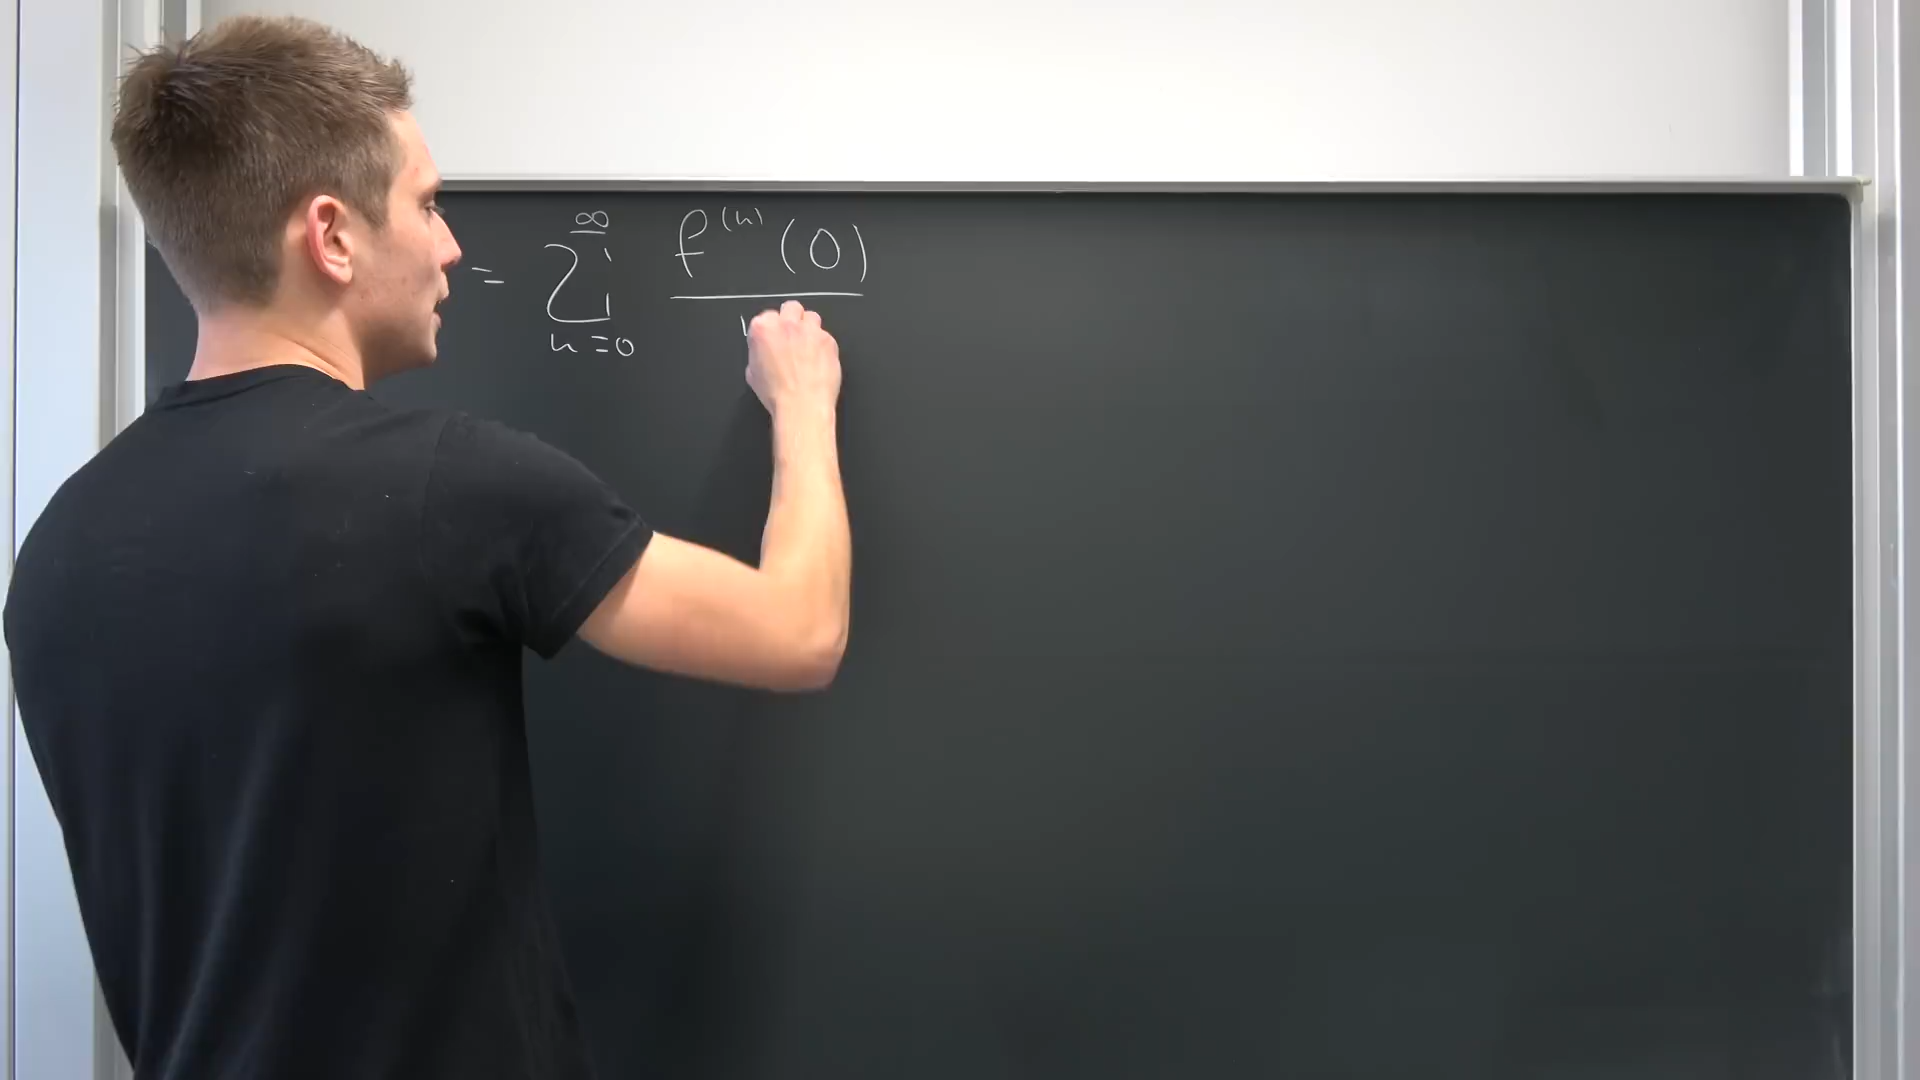 = ∞∑n=0 f^(n)(0)/n